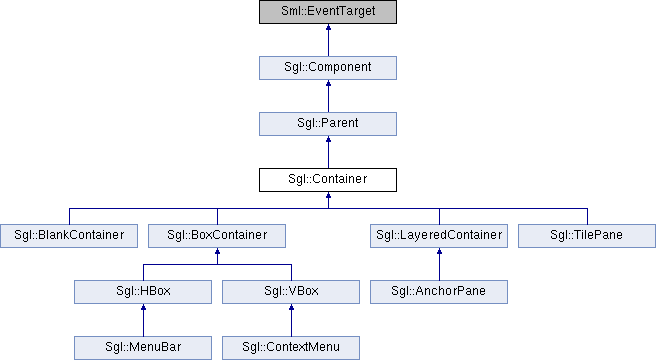 Sml::EventTarget
Sgl::Component
Sgl::Parent
Sgl::Container
Sgl::BlankContainer
Sgl::BoxContainer
Sgl::LayeredContainer
Sgl::TilePane
Sgl::HBox
Sgl::VBox
Sgl::AnchorPane
Sgl::MenuBar
Sgl::ContextMenu